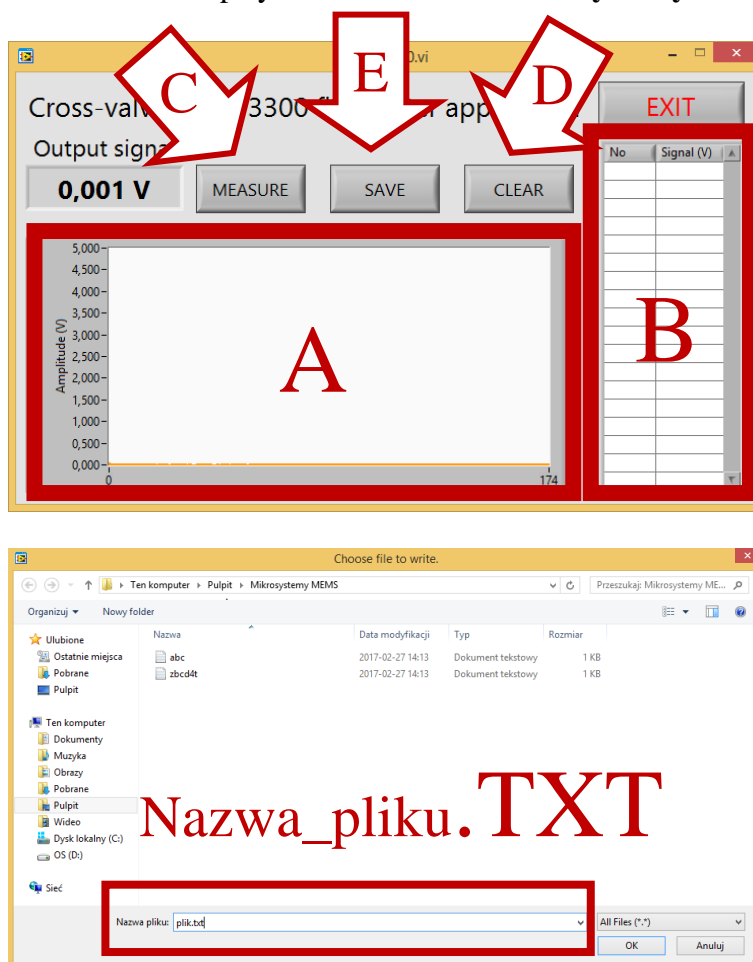 C
E
D
0.vi
EXIT
Output
0,001 V
MEASURE
SAVE
CLEAR
No Signal (V)
5,000
4,500
4,000
3,500
3,000
2,500
2,000
1,500
1,000
0,500
0,000
Amplitude (V)
0
174
A
B
Choose file to write.
Ten komputer Pulpit Mikrosystemy MEMS
Przeszukaj: Mikrosystemy ME...
Organizuj Nowy folder
Nazwa Data modyfikacji Typ Rozmiar
abc 2017-02-27 14:13 Dokument tekstowy 1 KB
zbcd4t 2017-02-27 14:13 Dokument tekstowy 1 KB
Ulubione
Ostatnie miejsca
Pobrane
Pulpit
Ten komputer
Dokumenty
Muzyka
Obrazy
Pobrane
Pulpit
Wideo
Dysk lokalny (C:)
OS (D:)
Sieć
Nazwa_pliku.TXT
Nazwa pliku: plik.txt
All Files (*.*)
OK Anuluj